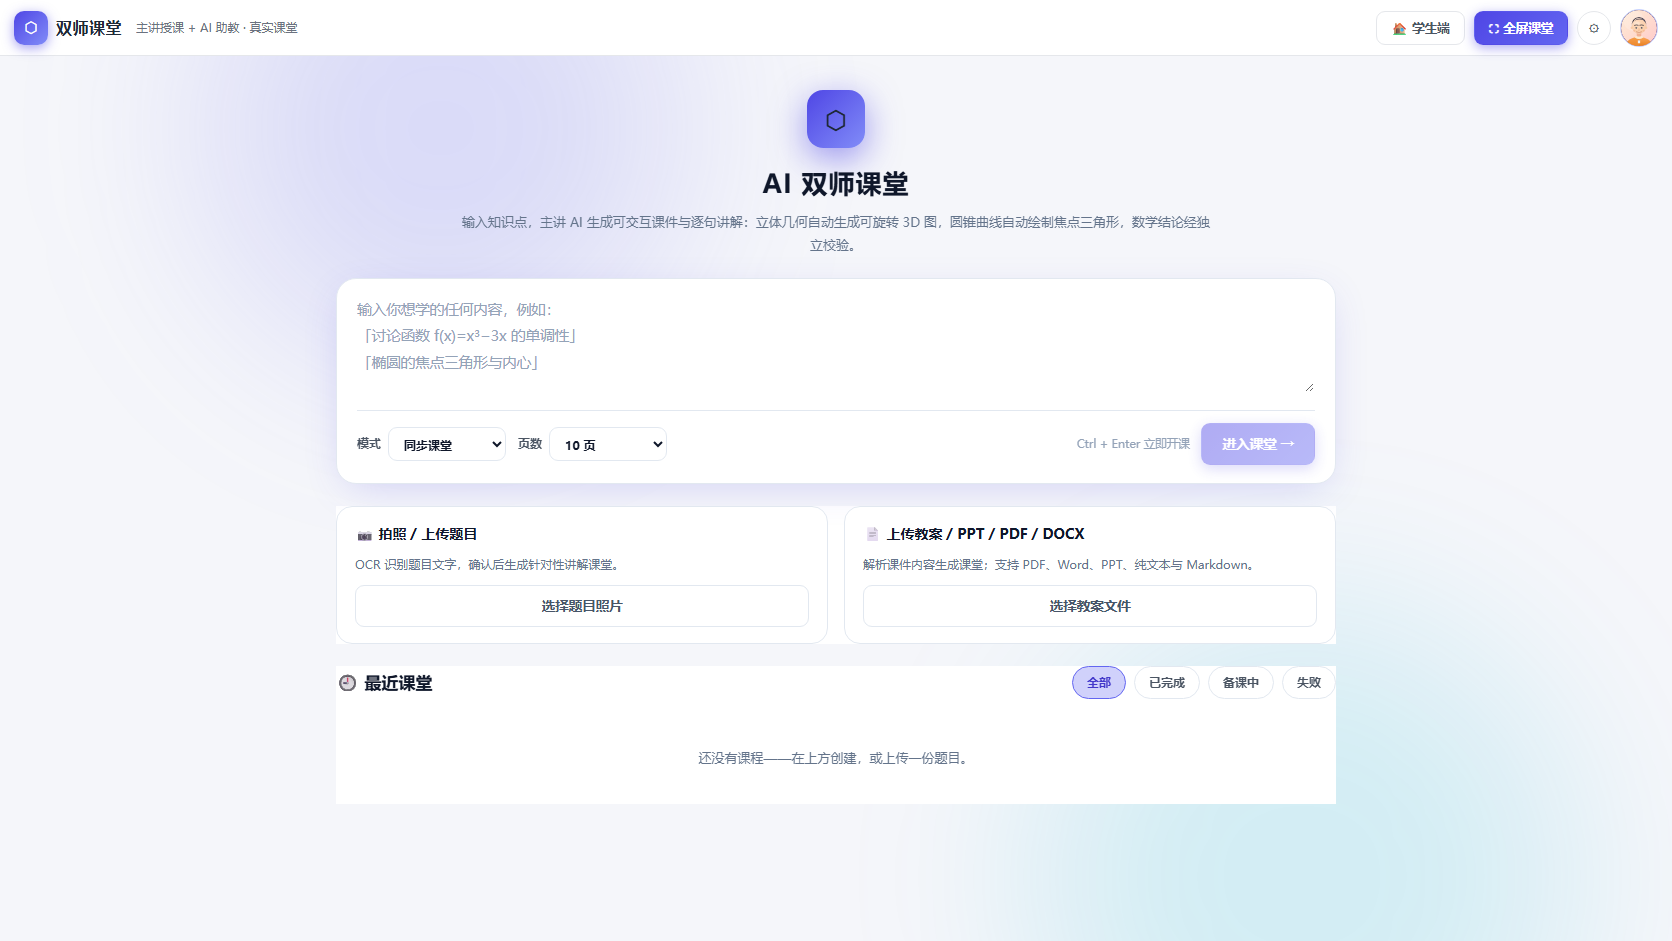 双师课堂
主讲授课 + AI 助教 · 真实课堂
学生端
全屏课堂
AI 双师课堂
输入知识点，主讲 AI 生成可交互课件与逐句讲解：立体几何自动生成可旋转 3D 图，圆锥曲线自动绘制焦点三角形，数学结论经独
立校验。
输入你想学的任何内容，例如：
「讨论函数 f(x)=x³−3x 的单调性」
「椭圆的焦点三角形与内心」
模式 同步课堂 页数 10 页 Ctrl + Enter 立即开课 进入课堂 →
拍照 / 上传题目
OCR 识别题目文字，确认后生成针对性讲解课堂。
选择题目照片
上传教案 / PPT / PDF / DOCX
解析课件内容生成课堂；支持 PDF、Word、PPT、纯文本与 Markdown。
选择教案文件
最近课堂
全部 已完成 备课中 失败
还没有课程——在上方创建，或上传一份题目。